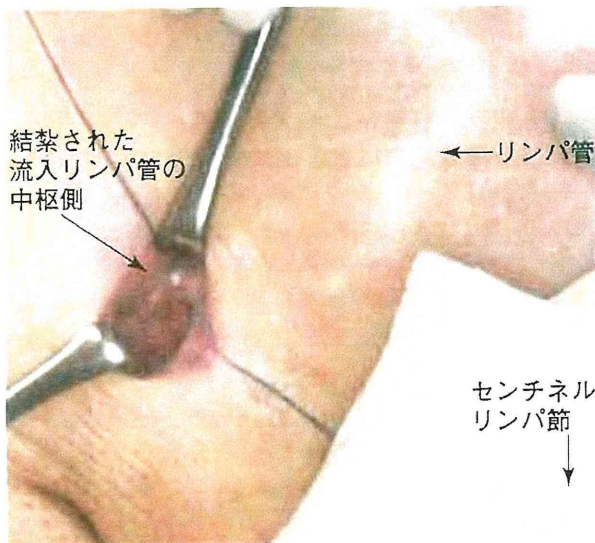 結紮された
流入リンパ管の
中枢側
リンパ管
センチネル
リンパ節